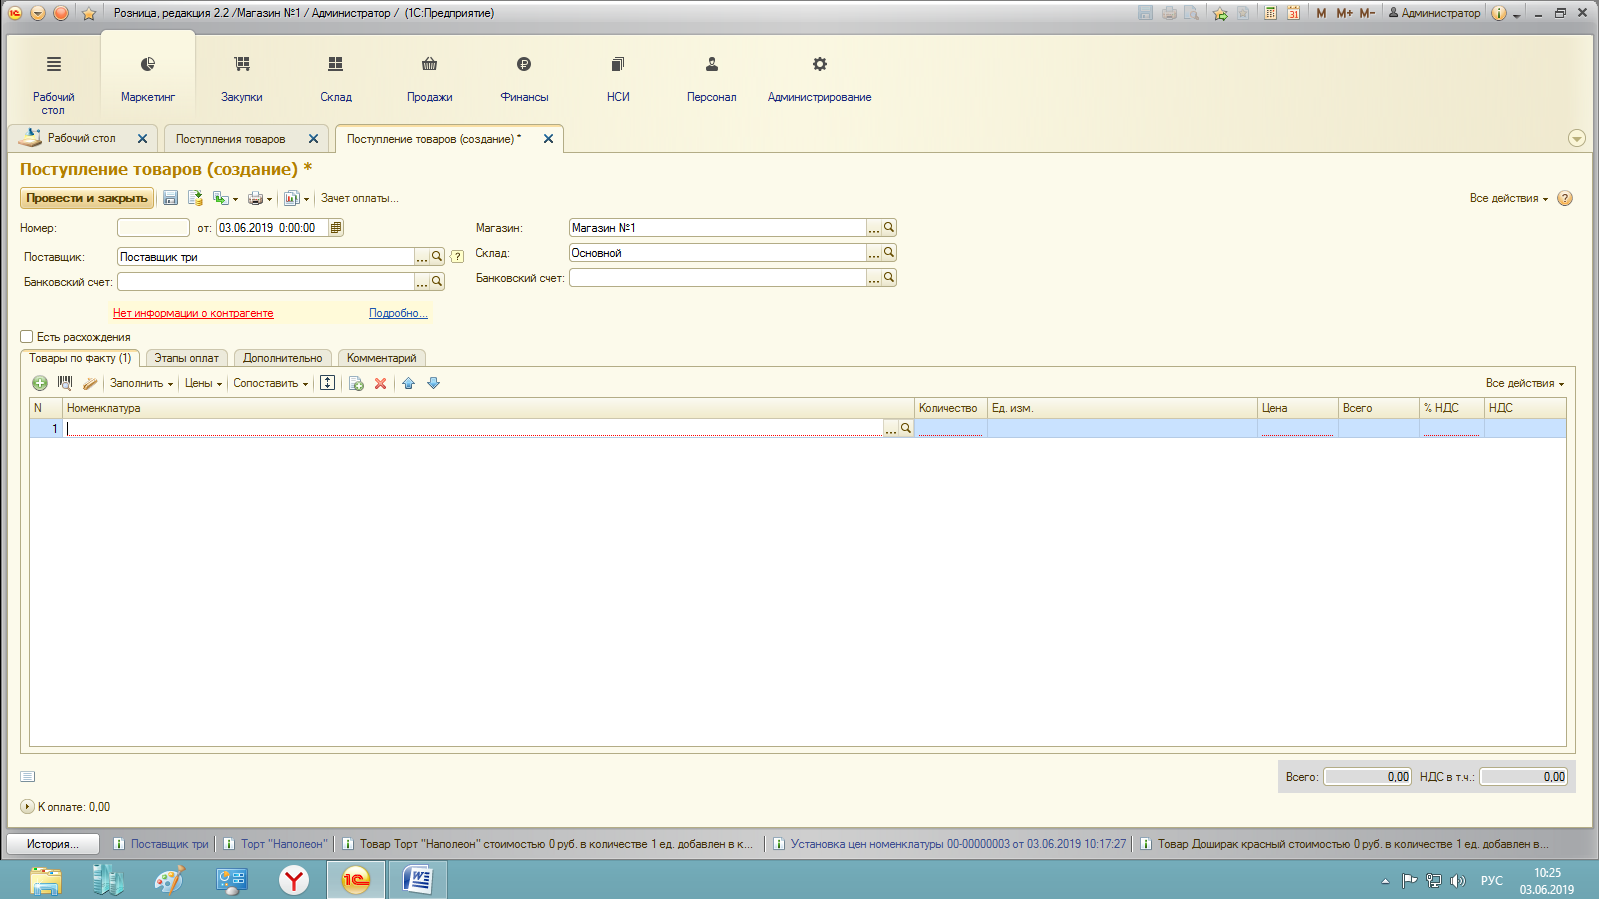 Розница, редакция 2.2 /Магазин №1 / Администратор / (1С:Предприятие)
31 M M+ M- Администратор
Рабочий стол
Маркетинг
Закупки
Склад
Продажи
Финансы
НСИ
Персонал
Администрирование
Рабочий стол
Поступления товаров
Поступление товаров (создание) *
Поступление товаров (создание) *
Провести и закрыть
Зачет оплаты...
Все действия
Номер:
от: 03.06.2019 0:00:00
Магазин: Магазин №1
Поставщик: Поставщик три
Склад: Основной
Банковский счет:
Банковский счет:
Нет информации о контрагенте
Подробно...
Есть расхождения
Товары по факту (1)
Этапы оплат
Дополнительно
Комментарий
Заполнить
Цены
Сопоставить
Все действия
N Номенклатура Количество Ед. изм. Цена Всего % НДС НДС
1
Всего: 0,00 НДС в т.ч.: 0,00
К оплате: 0,00
История...
Поставщик три
Торт "Наполеон"
Товар Торт "Наполеон" стоимостью 0 руб. в количестве 1 ед. добавлен в к...
Установка цен номенклатуры 00-00000003 от 03.06.2019 10:17:27
Товар Доширак красный стоимостью 0 руб. в количестве 1 ед. добавлен в...
РУС
10:25
03.06.2019